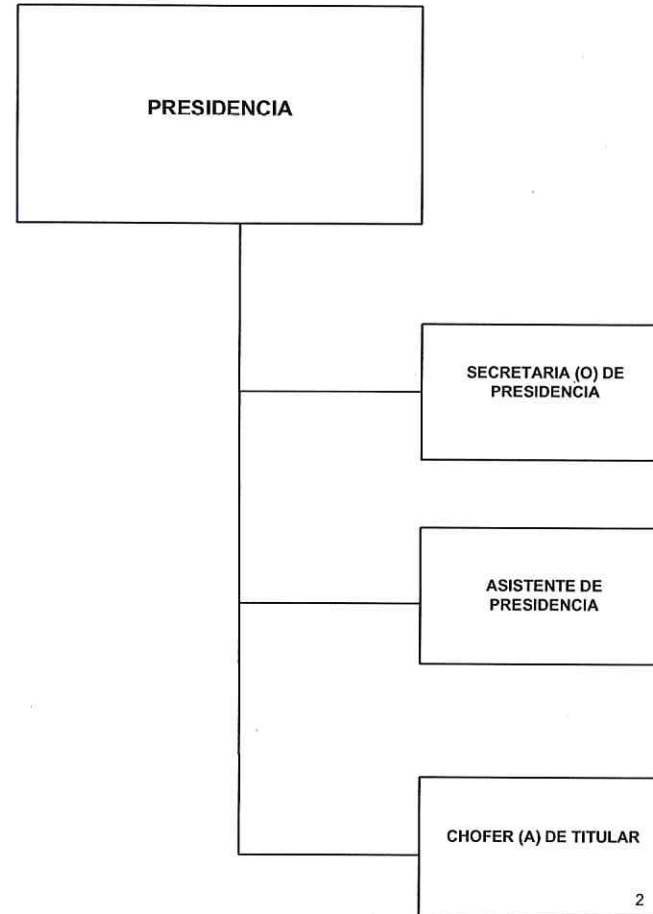 PRESIDENCIA
SECRETARIA (O) DE
PRESIDENCIA
ASISTENTE DE
PRESIDENCIA
CHOFER (A) DE TITULAR
2